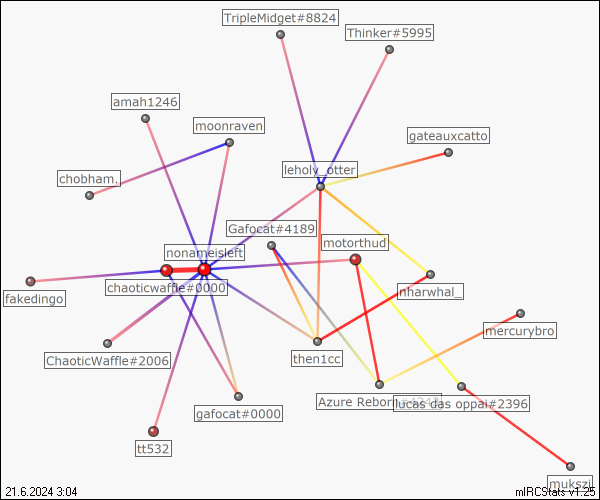 TripleMidget#8824
Thinker#5995
amah1246
moonraven
gateauxcatto
leholy_otter
chobham.
Gafocat#4189
motorthud
nonameisleft
chaoticwaffle#0000
nharwhal_
fakedingo
mercurybro
ChaoticWaffle#2006
then1cc
Azure Reborn
lucas das oppai#2396
gafocat#0000
tt532
mukszi
21.6.2024 3:04
mIRCStats v1.25